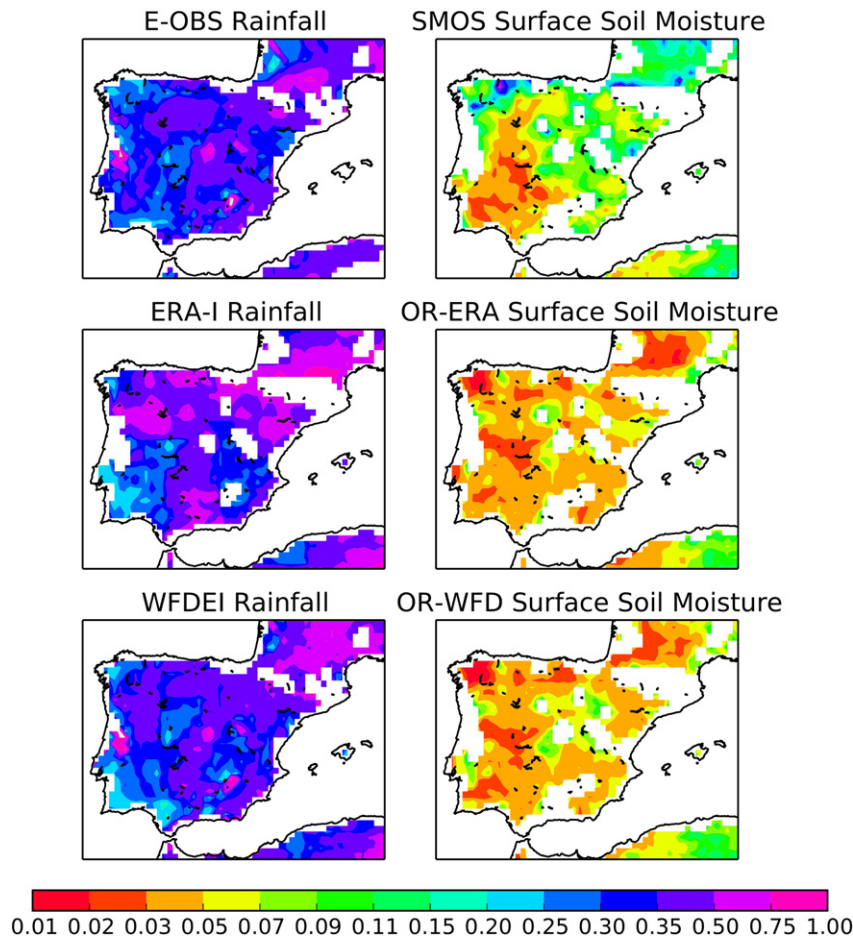 E-OBS Rainfall
SMOS Surface Soil Moisture
ERA-I Rainfall
OR-ERA Surface Soil Moisture
WFDEI Rainfall
OR-WFD Surface Soil Moisture
0.01 0.02 0.03 0.05 0.07 0.09 0.11 0.15 0.20 0.25 0.30 0.35 0.50 0.75 1.00